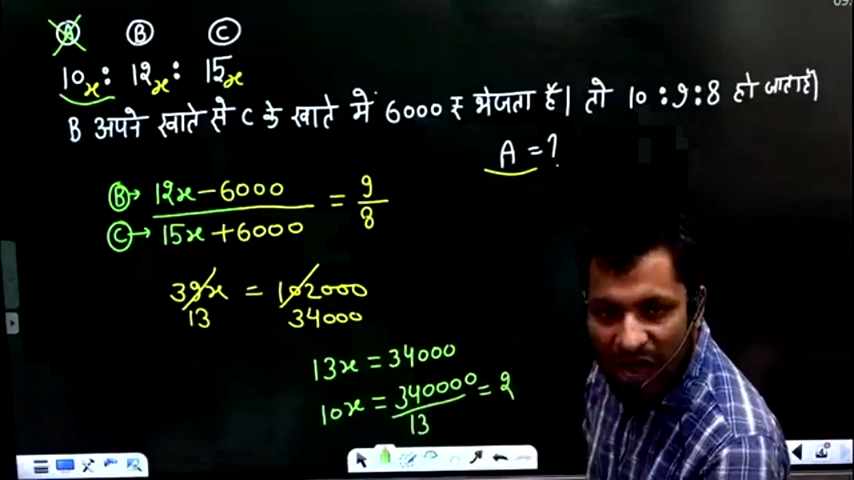 A B C
10x : 12x : 15x
B अपने खाते से C के खाते में 6000 ₹ भेजता हैं। तो 10 : 9 : 8 हो जाता है।
A = ?
B → 12x - 6000 = 9
C → 15x + 6000 8
39x = 102000
13 34000
13x = 34000
10x = 340000 = 2
13